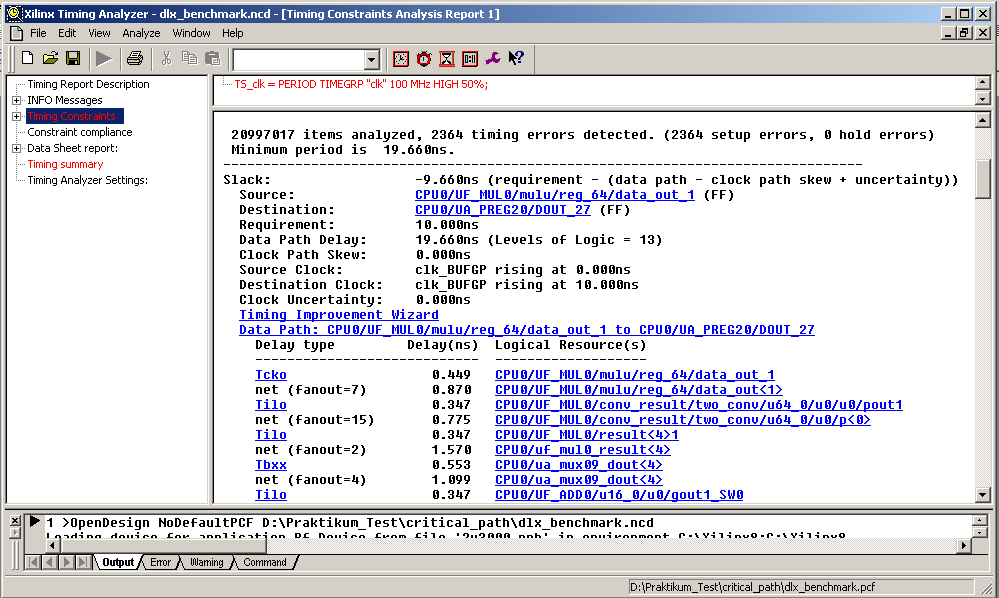 Xilinx Timing Analyzer - dlx_benchmark.ncd - [Timing Constraints Analysis Report 1]
File Edit View Analyze Window Help
Timing Report Description
INFO Messages
Timing Constraints
Constraint compliance
Data Sheet report:
Timing summary
Timing Analyzer Settings:
TS_clk = PERIOD TIMEGRP "clk" 100 MHz HIGH 50%;
20997017 items analyzed, 2364 timing errors detected. (2364 setup errors, 0 hold errors)
Minimum period is 19.660ns.
--------------------------------------------------------------------------------
Slack: -9.660ns (requirement - (data path - clock path skew + uncertainty))
Source: CPU0/UF_MUL0/mulu/reg_64/data_out_1 (FF)
Destination: CPU0/UA_PREG20/DOUT_27 (FF)
Requirement: 10.000ns
Data Path Delay: 19.660ns (Levels of Logic = 13)
Clock Path Skew: 0.000ns
Source Clock: clk_BUFGP rising at 0.000ns
Destination Clock: clk_BUFGP rising at 10.000ns
Clock Uncertainty: 0.000ns
Timing Improvement Wizard
Data Path: CPU0/UF_MUL0/mulu/reg_64/data_out_1 to CPU0/UA_PREG20/DOUT_27
Delay type Delay(ns) Logical Resource(s)
---------------------------- -------------------
Tcko 0.449 CPU0/UF_MUL0/mulu/reg_64/data_out_1
net (fanout=7) 0.870 CPU0/UF_MUL0/mulu/reg_64/data_out<1>
Tilo 0.347 CPU0/UF_MUL0/conv_result/two_conv/u64_0/u0/u0/pout1
net (fanout=15) 0.775 CPU0/UF_MUL0/conv_result/two_conv/u64_0/u0/p<0>
Tilo 0.347 CPU0/UF_MUL0/result<4>1
net (fanout=2) 1.570 CPU0/uf_mul0_result<4>
Tbxx 0.553 CPU0/ua_mux09_dout<4>
net (fanout=4) 1.099 CPU0/ua_mux09_dout<4>
Tilo 0.347 CPU0/UF_ADD0/u16_0/u0/gout1_SW0
1 >OpenDesign NoDefaultPCF D:\Praktikum_Test\critical_path\dlx_benchmark.ncd
Loading device for application Rf_Device from file '2v3000.nph' in environment C:\Xilinx8;C:\Xilinx8
Output Error Warning Command
D:\Praktikum_Test\critical_path\dlx_benchmark.pcf